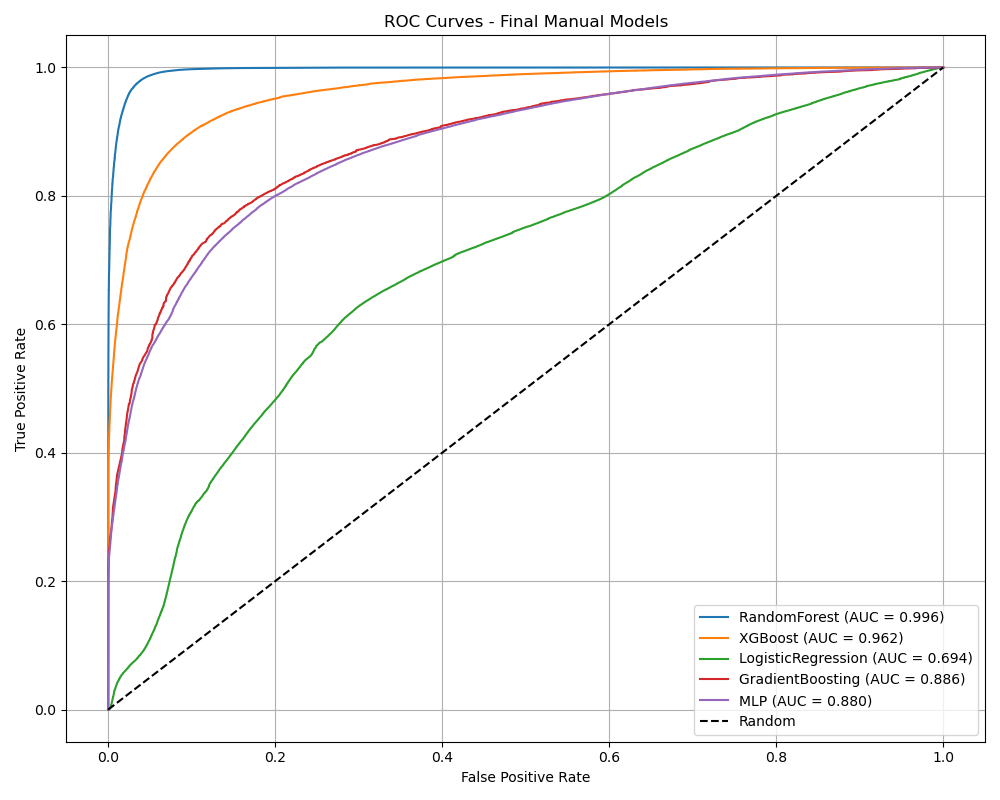 ROC Curves - Final Manual Models
True Positive Rate
1.0
0.8
0.6
0.4
0.2
0.0
0.0 0.2 0.4 0.6 0.8 1.0
False Positive Rate
RandomForest (AUC = 0.996)
XGBoost (AUC = 0.962)
LogisticRegression (AUC = 0.694)
GradientBoosting (AUC = 0.886)
MLP (AUC = 0.880)
Random